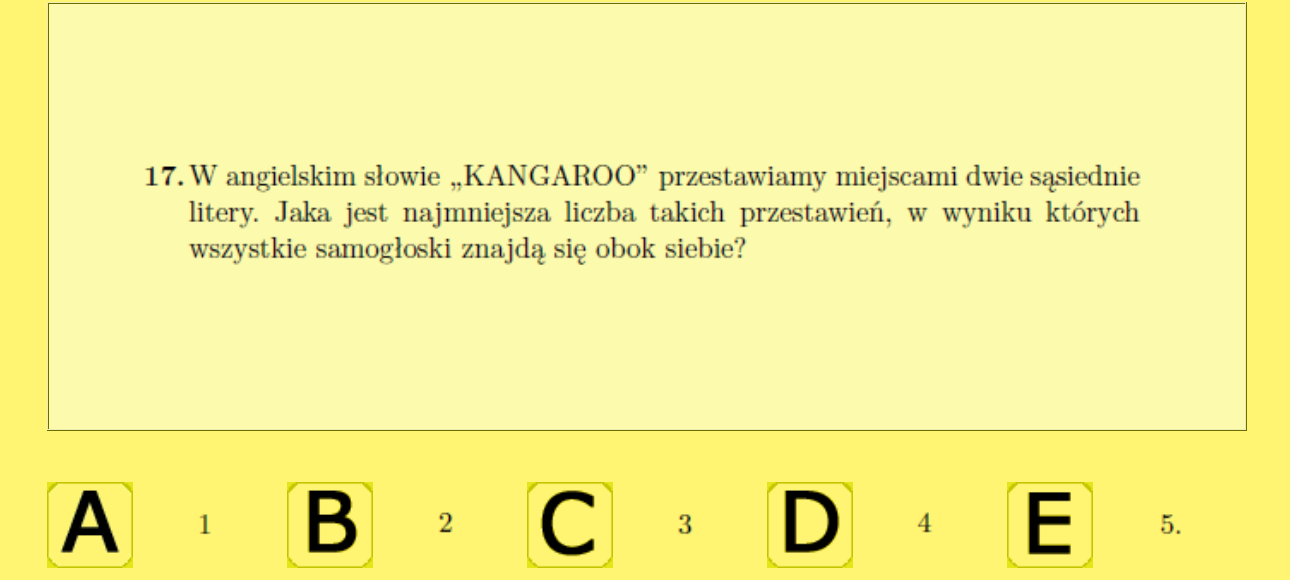 17. W angielskim słowie „KANGAROO” przestawiamy miejscami dwie sąsiednie
litery. Jaka jest najmniejsza liczba takich przestawień, w wyniku których
wszystkie samogłoski znajdą się obok siebie?
A 1 B 2 C 3 D 4 E 5.